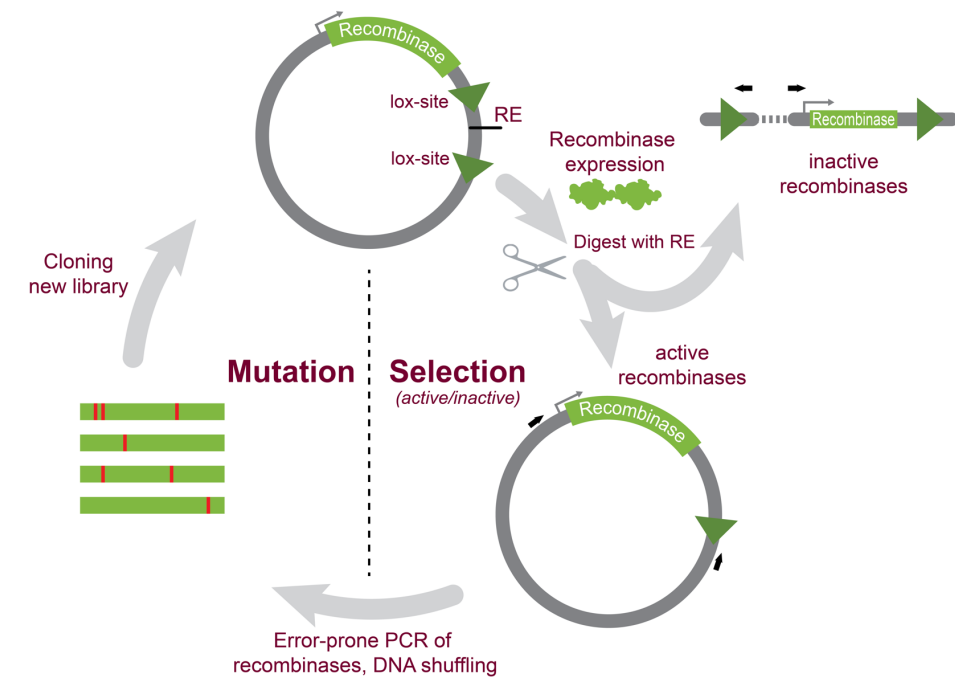 Recombinase
lox-site
RE
lox-site
Recombinase
expression
Digest with RE
Recombinase
inactive
recombinases
Cloning
new library
Mutation
Selection
(active/inactive)
active
recombinases
Recombinase
Error-prone PCR of
recombinases, DNA shuffling